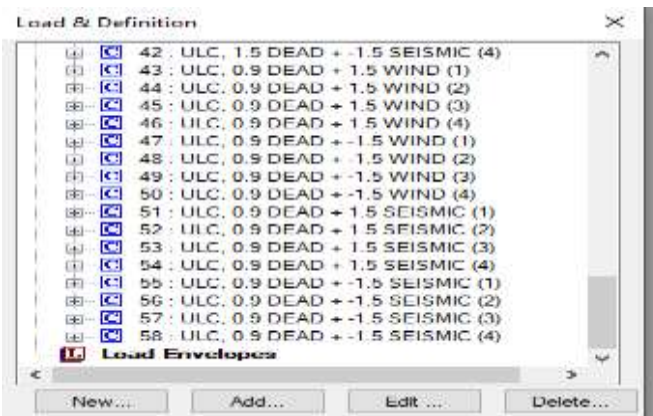 Load & Definition
42 : ULC, 1.5 DEAD + -1.5 SEISMIC (4)
43 : ULC, 0.9 DEAD + 1.5 WIND (1)
44 : ULC, 0.9 DEAD + 1.5 WIND (2)
45 : ULC, 0.9 DEAD + 1.5 WIND (3)
46 : ULC, 0.9 DEAD + 1.5 WIND (4)
47 : ULC, 0.9 DEAD + -1.5 WIND (1)
48 : ULC, 0.9 DEAD + -1.5 WIND (2)
49 : ULC, 0.9 DEAD + -1.5 WIND (3)
50 : ULC, 0.9 DEAD + -1.5 WIND (4)
51 : ULC, 0.9 DEAD + 1.5 SEISMIC (1)
52 : ULC, 0.9 DEAD + 1.5 SEISMIC (2)
53 : ULC, 0.9 DEAD + 1.5 SEISMIC (3)
54 : ULC, 0.9 DEAD + 1.5 SEISMIC (4)
55 : ULC, 0.9 DEAD + -1.5 SEISMIC (1)
56 : ULC, 0.9 DEAD + -1.5 SEISMIC (2)
57 : ULC, 0.9 DEAD + -1.5 SEISMIC (3)
58 : ULC, 0.9 DEAD + -1.5 SEISMIC (4)
L Load Envelopes
New... Add... Edit ... Delete...